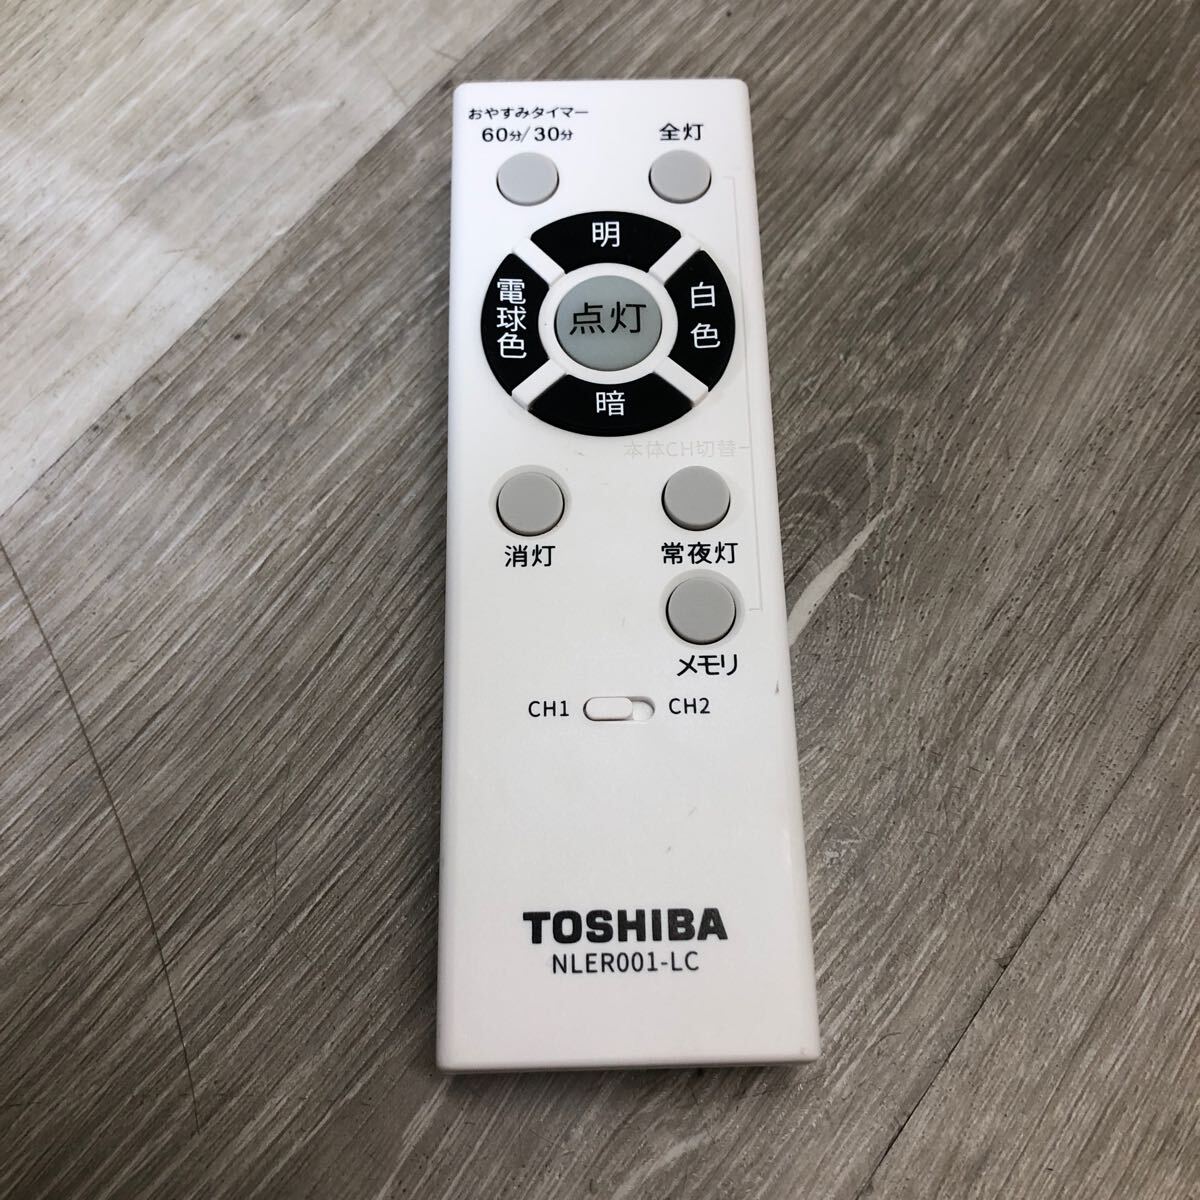 おやすみタイマー
60分/30分
全灯
明
電球色
点灯
白色
暗
本体CH切替
消灯
常夜灯
メモリ
CH1
CH2
TOSHIBA
NLER001-LC